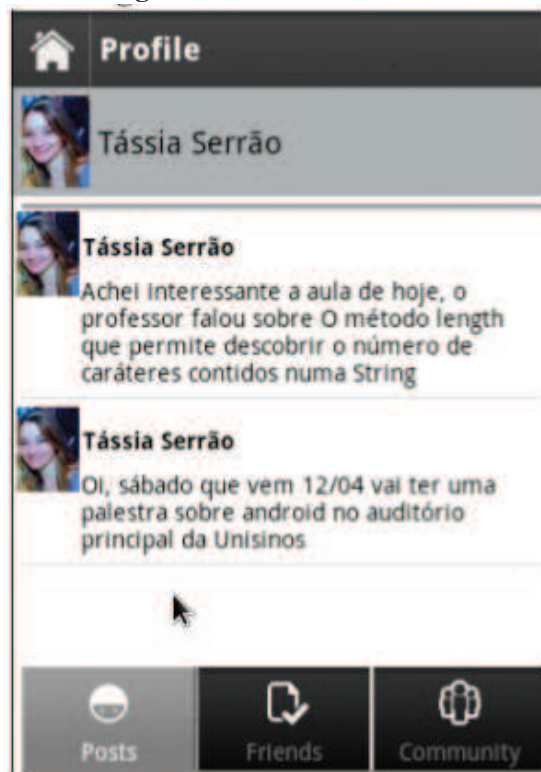 Profile
Tássia Serrão
Tássia Serrão
Achei interessante a aula de hoje, o
professor falou sobre O método length
que permite descobrir o número de
caráteres contidos numa String
Tássia Serrão
Oi, sábado que vem 12/04 vai ter uma
palestra sobre android no auditório
principal da Unisinos
Posts
Friends
Community